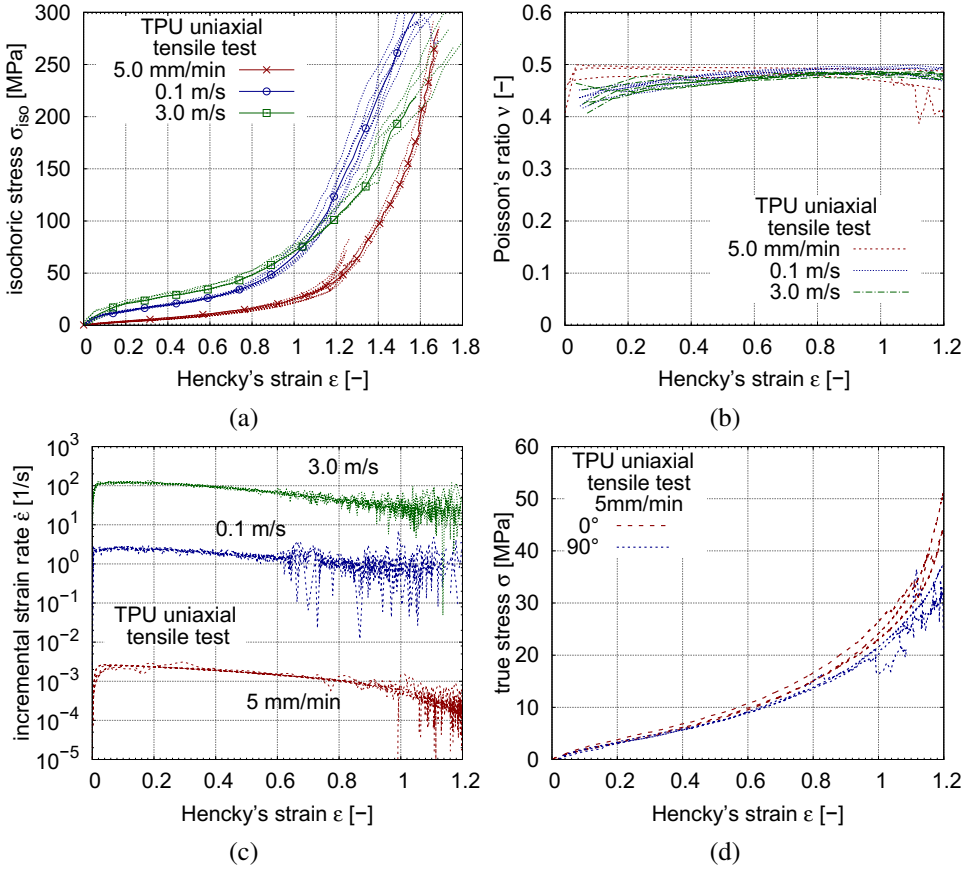 300
250
200
150
100
50
0
isochoric stress σiso [MPa]
TPU uniaxial
tensile test
5.0 mm/min
0.1 m/s
3.0 m/s
0 0.2 0.4 0.6 0.8 1.0 1.2 1.4 1.6 1.8
Hencky's strain ε [−]
(a)
0.6
0.5
0.4
0.3
0.2
0.1
0
Poisson's ratio ν [−]
TPU uniaxial
tensile test
5.0 mm/min
0.1 m/s
3.0 m/s
0 0.2 0.4 0.6 0.8 1.0 1.2
Hencky's strain ε [−]
(b)
10³
10²
10¹
10⁰
10⁻¹
10⁻²
10⁻³
10⁻⁴
10⁻⁵
incremental strain rate ε̇ [1/s]
3.0 m/s
0.1 m/s
TPU uniaxial
tensile test
5 mm/min
0 0.2 0.4 0.6 0.8 1 1.2
Hencky's strain ε [−]
(c)
60
50
40
30
20
10
0
true stress σ [MPa]
TPU uniaxial
tensile test
5mm/min
0°
90°
0 0.2 0.4 0.6 0.8 1 1.2
Hencky's strain ε [−]
(d)